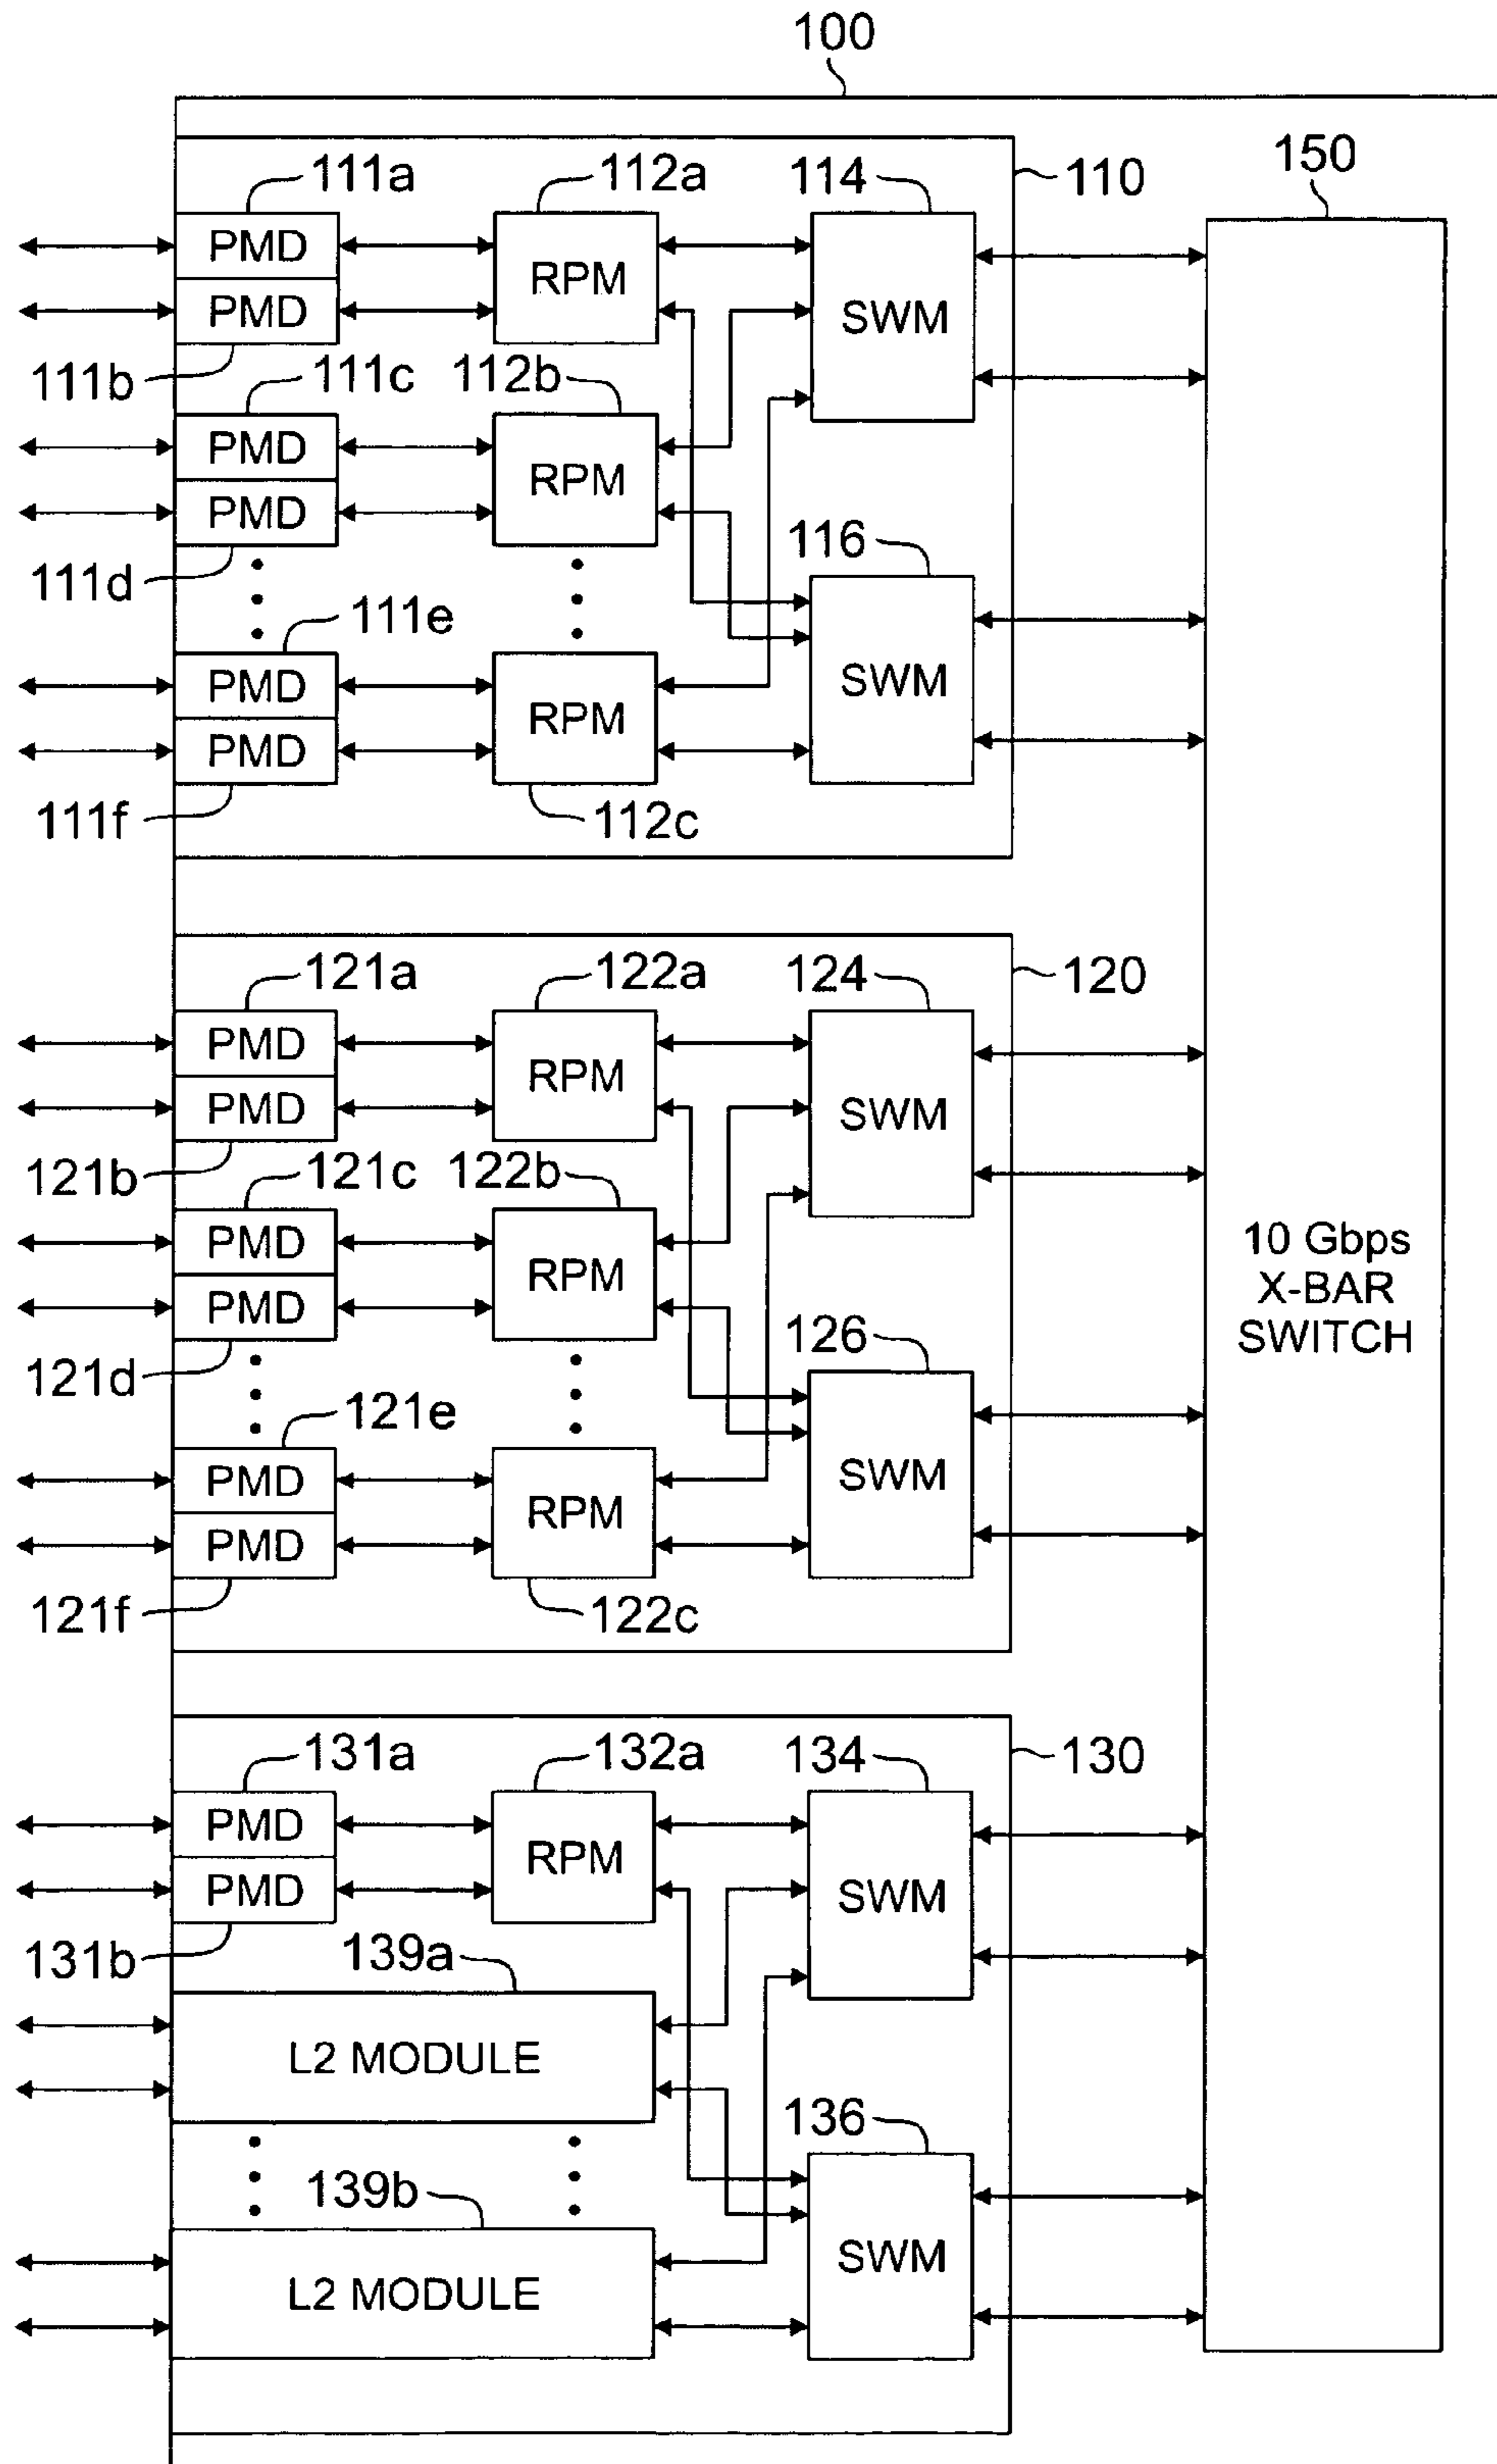 100
150
111a
112a
114
110
PMD
RPM
SWM
PMD
111b
111c
112b
PMD
RPM
PMD
111d
116
111e
PMD
RPM
SWM
PMD
111f
112c
121a
122a
124
120
PMD
RPM
SWM
PMD
121b
121c
122b
PMD
RPM
PMD
121d
126
121e
PMD
RPM
SWM
PMD
121f
122c
10 Gbps
X-BAR
SWITCH
131a
132a
134
130
PMD
RPM
SWM
PMD
131b
139a
L2 MODULE
136
139b
L2 MODULE
SWM